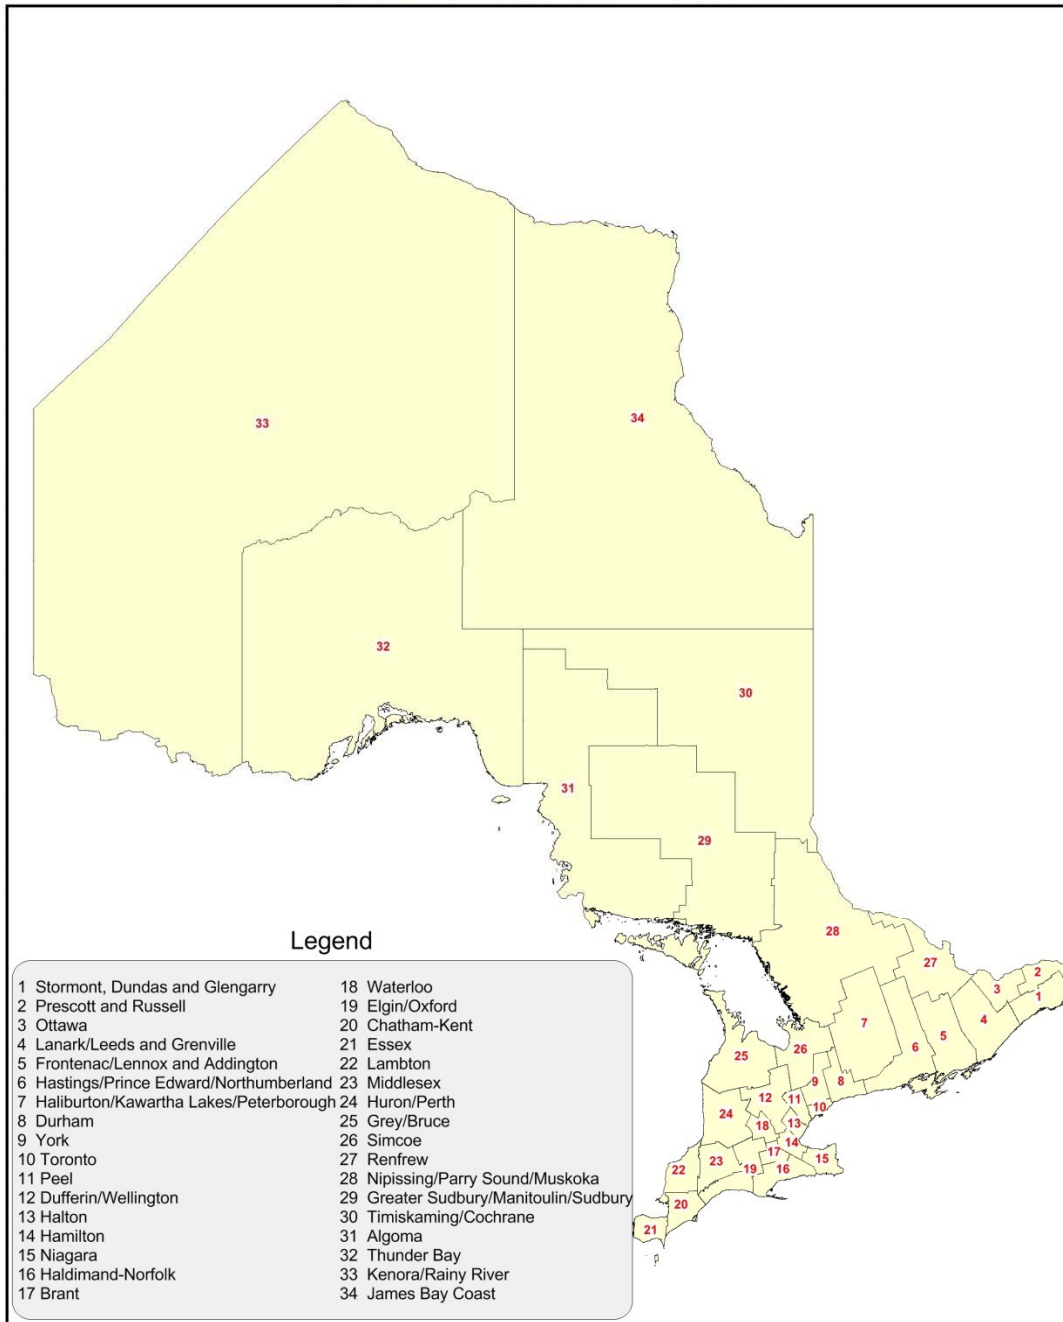 33
34
32
30
31
29
28
27
2
3
1
4
7
5
6
26
25
9
8
12
11
10
24
13
18
14
17
23
15
16
19
22
20
21
Legend
1 Stormont, Dundas and Glengarry
2 Prescott and Russell
3 Ottawa
4 Lanark/Leeds and Grenville
5 Frontenac/Lennox and Addington
6 Hastings/Prince Edward/Northumberland
7 Haliburton/Kawartha Lakes/Peterborough
8 Durham
9 York
10 Toronto
11 Peel
12 Dufferin/Wellington
13 Halton
14 Hamilton
15 Niagara
16 Haldimand-Norfolk
17 Brant
18 Waterloo
19 Elgin/Oxford
20 Chatham-Kent
21 Essex
22 Lambton
23 Middlesex
24 Huron/Perth
25 Grey/Bruce
26 Simcoe
27 Renfrew
28 Nipissing/Parry Sound/Muskoka
29 Greater Sudbury/Manitoulin/Sudbury
30 Timiskaming/Cochrane
31 Algoma
32 Thunder Bay
33 Kenora/Rainy River
34 James Bay Coast